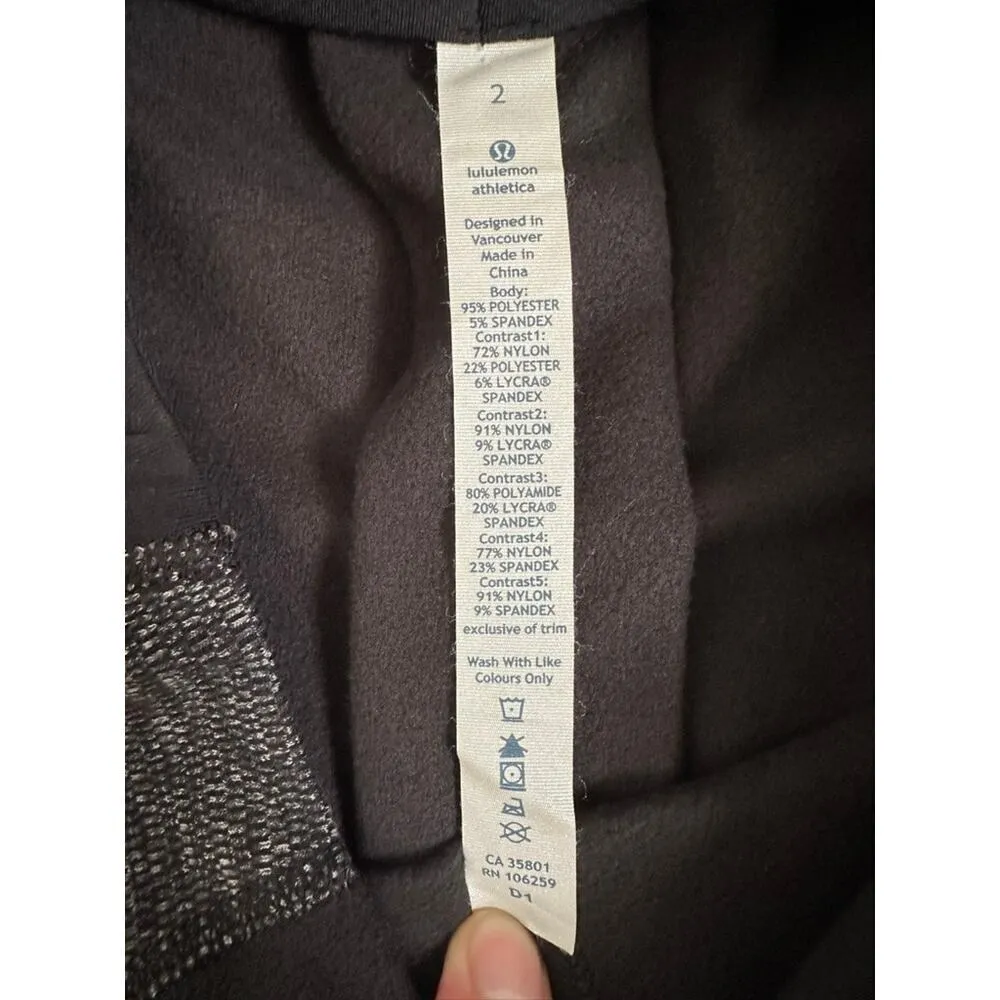 2
lululemon
athletica
Designed in
Vancouver
Made in
China
Body:
95% POLYESTER
5% SPANDEX
Contrast1:
72% NYLON
22% POLYESTER
6% LYCRA®
SPANDEX
Contrast2:
91% NYLON
9% LYCRA®
SPANDEX
Contrast3:
80% POLYAMIDE
20% LYCRA®
SPANDEX
Contrast4:
77% NYLON
23% SPANDEX
Contrast5:
91% NYLON
9% SPANDEX
exclusive of trim
Wash With Like
Colours Only
CA 35801
RN 106259
D1